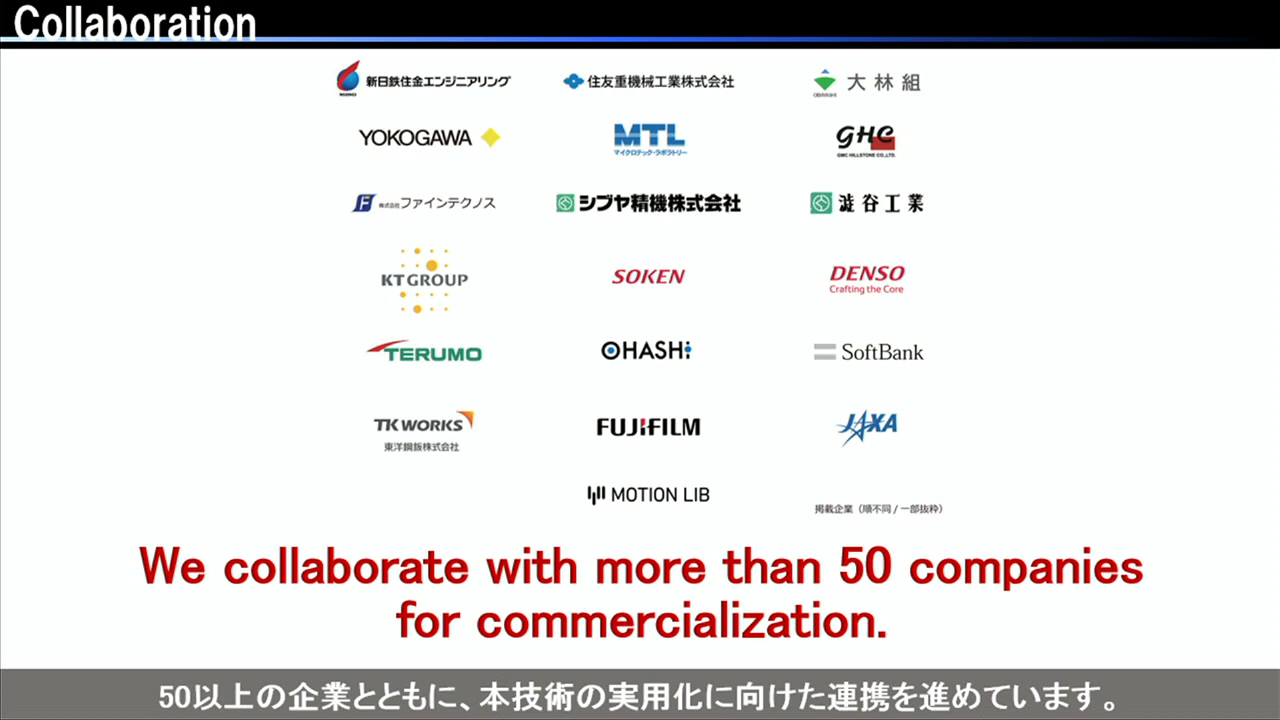 Collaboration
新日鉄住金エンジニアリング
住友重機械工業株式会社
大林組
YOKOGAWA
MTL
マイクロテック・ラボラトリー
GHC
GMC HILLSTONE CO.,LTD.
F 株式会社ファインテクノス
シブヤ精機株式会社
澁谷工業
KT GROUP
SOKEN
DENSO
Crafting the Core
TERUMO
OHASHi
SoftBank
TK WORKS
東洋鋼鈑株式会社
FUJIFILM
JAXA
MOTION LIB
掲載企業（順不同 / 一部抜粋）
We collaborate with more than 50 companies
for commercialization.
50以上の企業とともに、本技術の実用化に向けた連携を進めています。